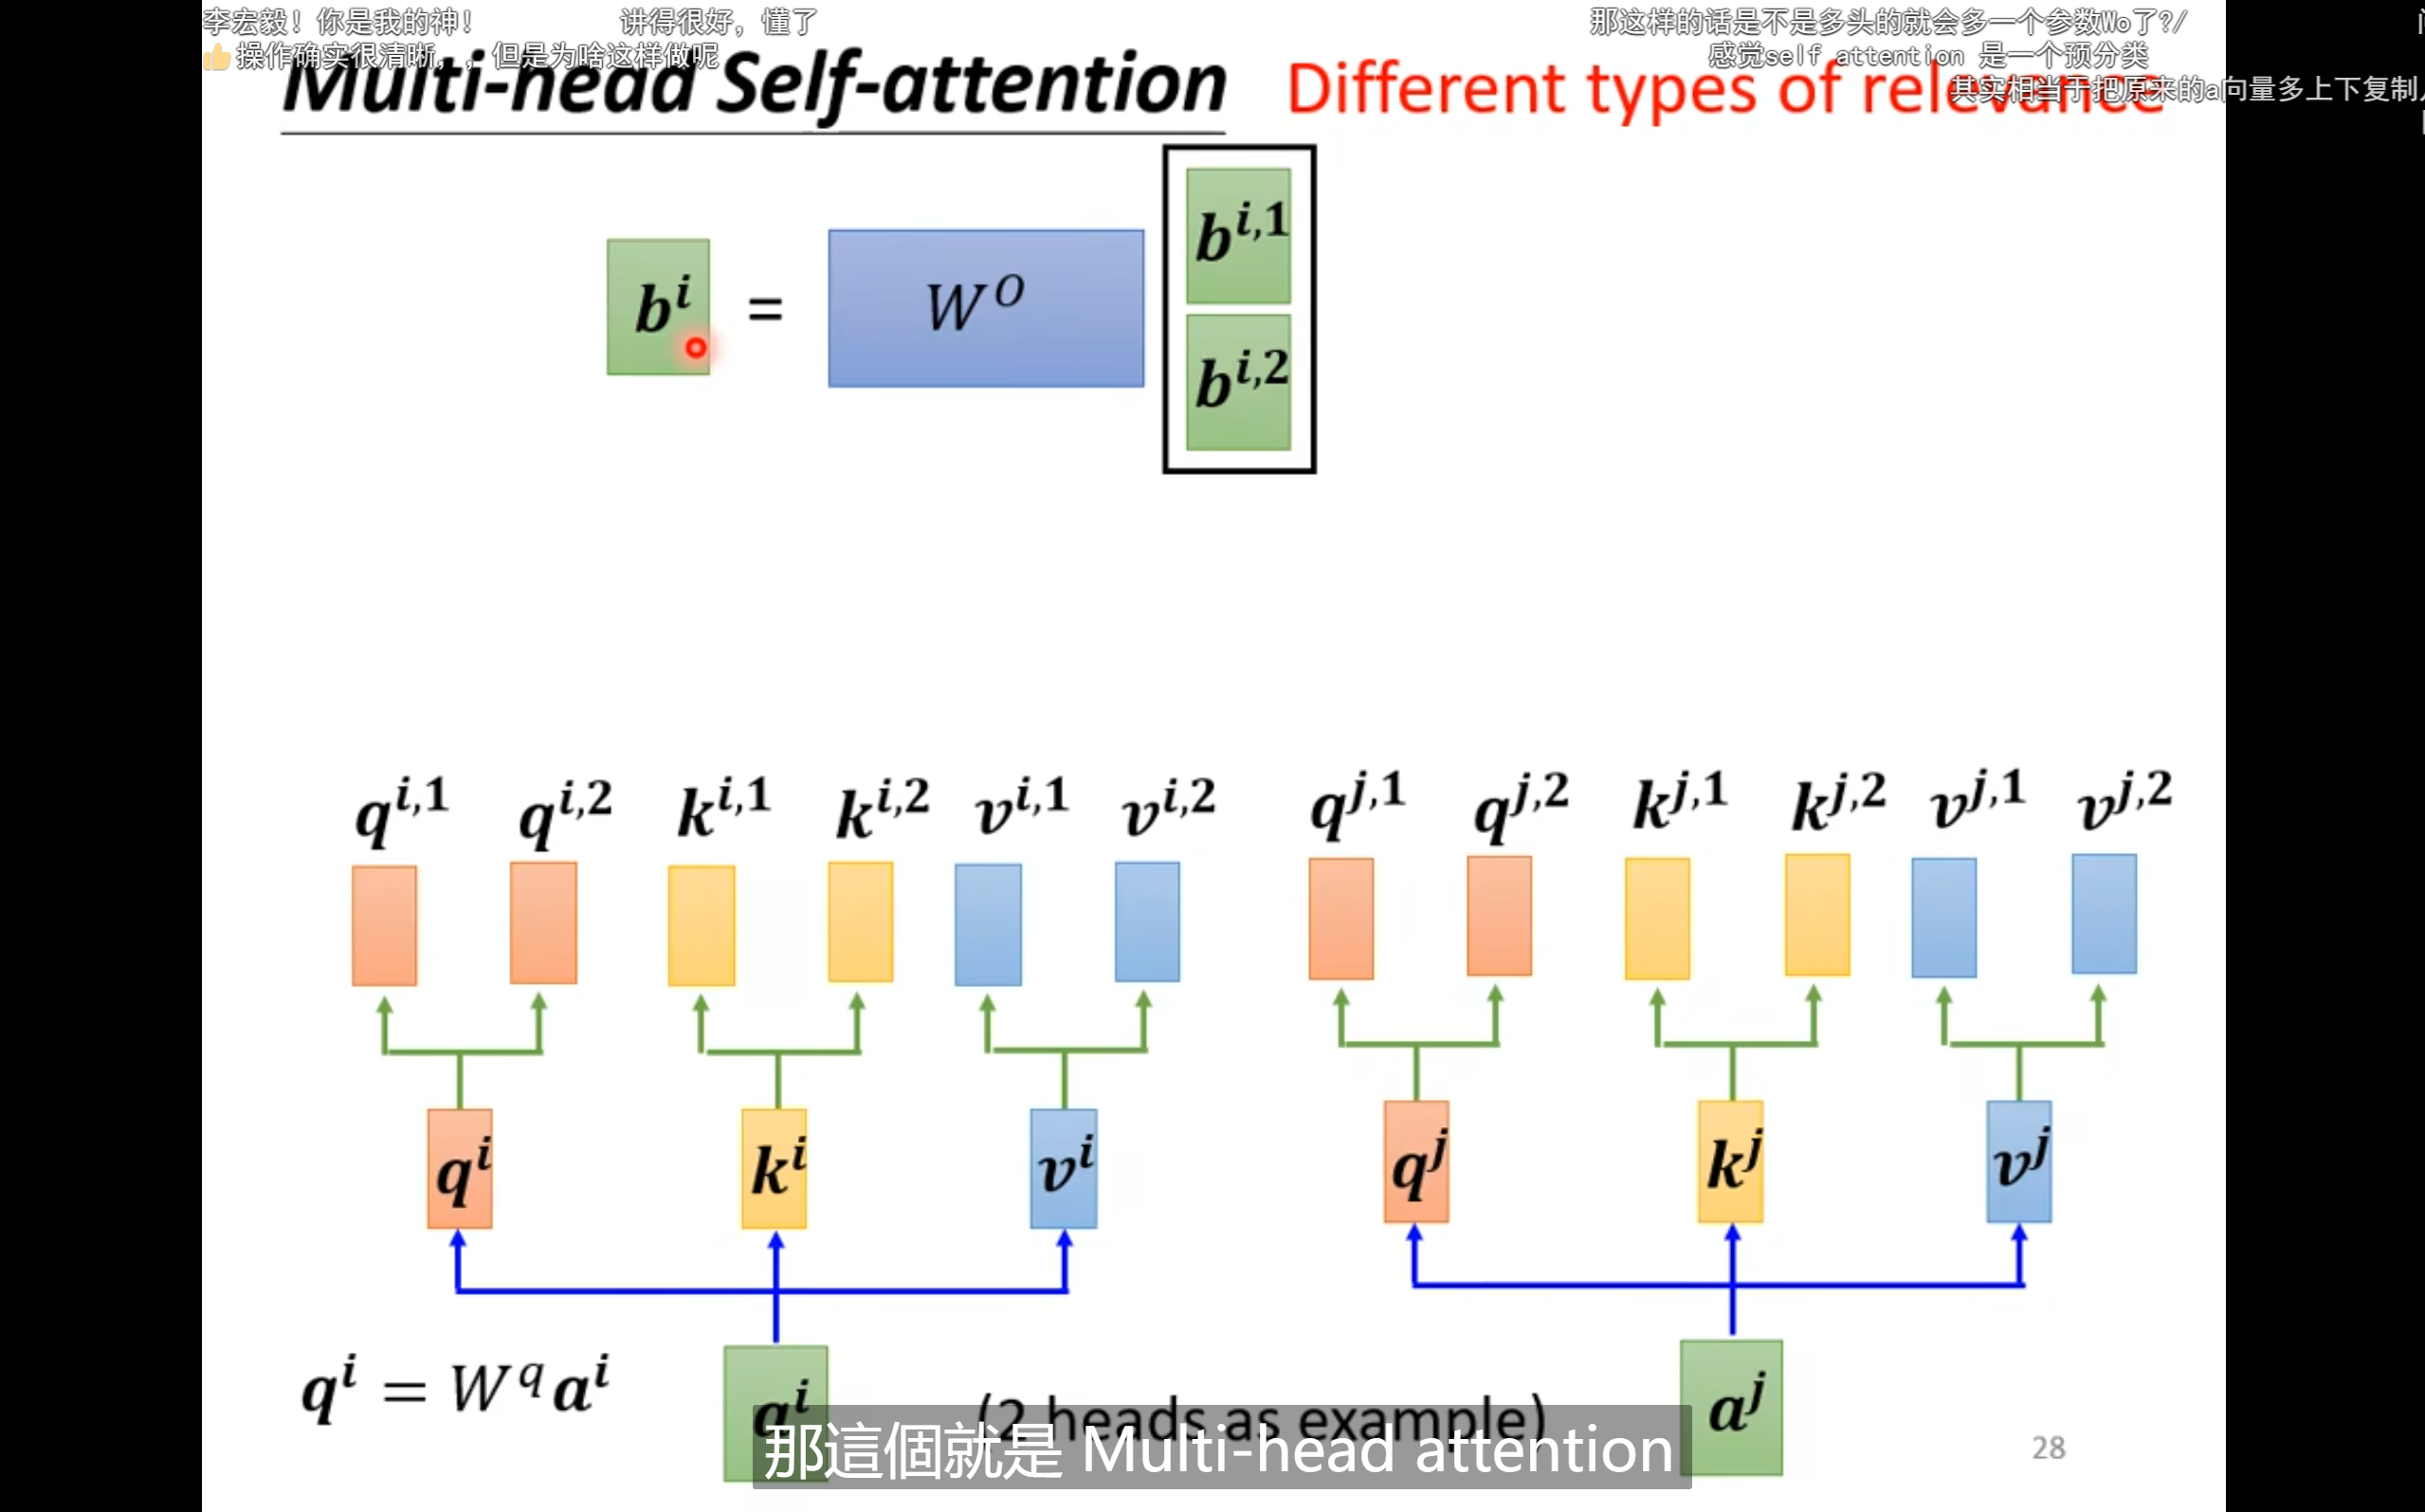 李宏毅！你是我的神！
讲得很好，懂了
那这样的话是不是多头的就会多一个参数Wo了?/
操作确实很清晰，，但是为啥这样做呢
感觉self attention 是一个预分类
其实相当于把原来的a向量多上下复制
Multi-head Self-attention
Different types of relevance
b^i = W^O
b^{i,1}
b^{i,2}
q^{i,1} q^{i,2} k^{i,1} k^{i,2} v^{i,1} v^{i,2} q^{j,1} q^{j,2} k^{j,1} k^{j,2} v^{j,1} v^{j,2}
q^i k^i v^i q^j k^j v^j
q^i = W^q a^i
a^i
(2 heads as example)
a^j
那這個就是 Multi-head attention
28